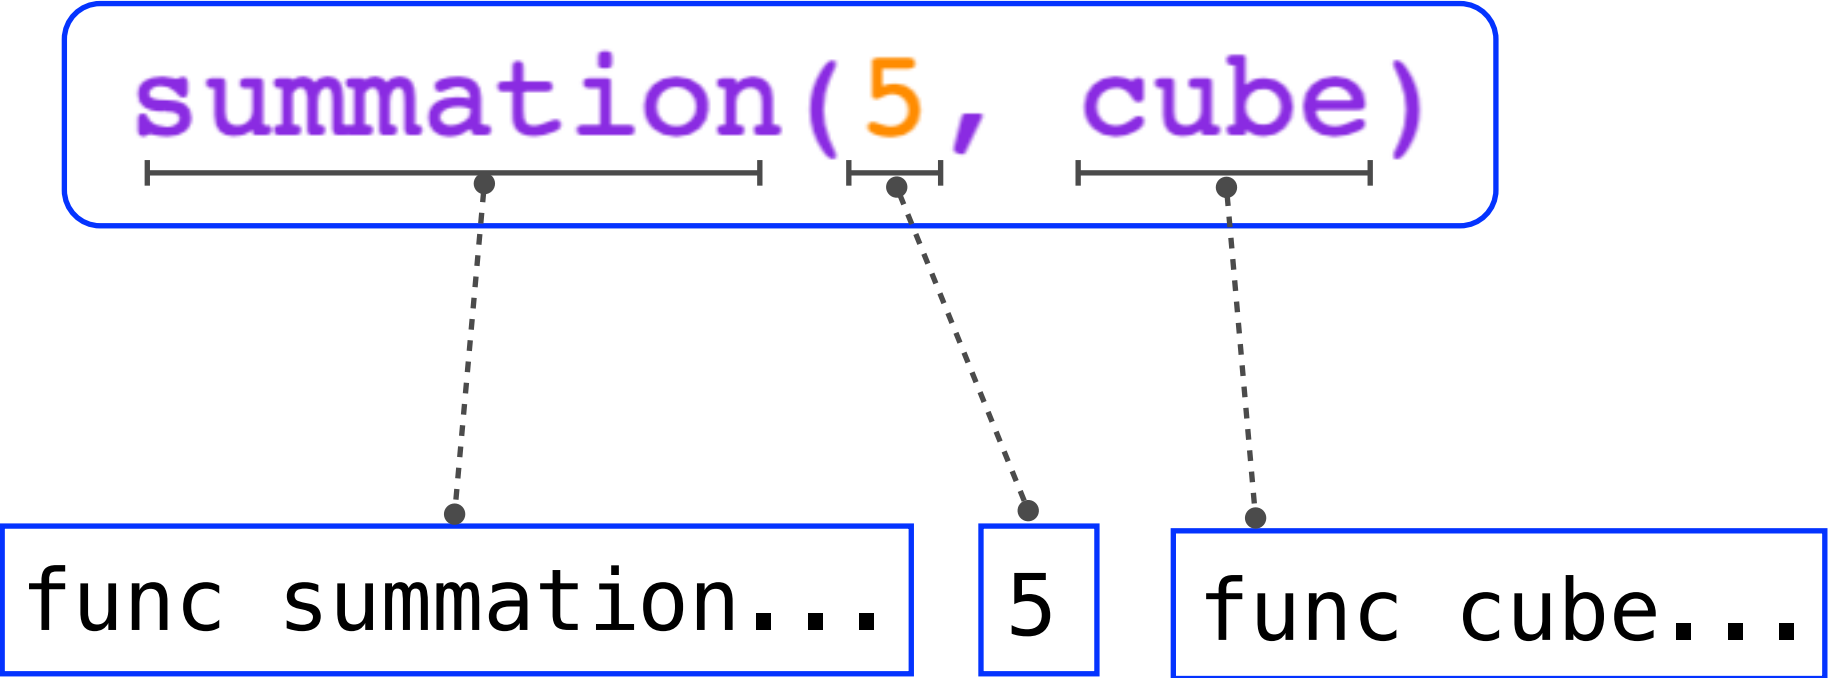 summation(5, cube)
func summation...
5
func cube...